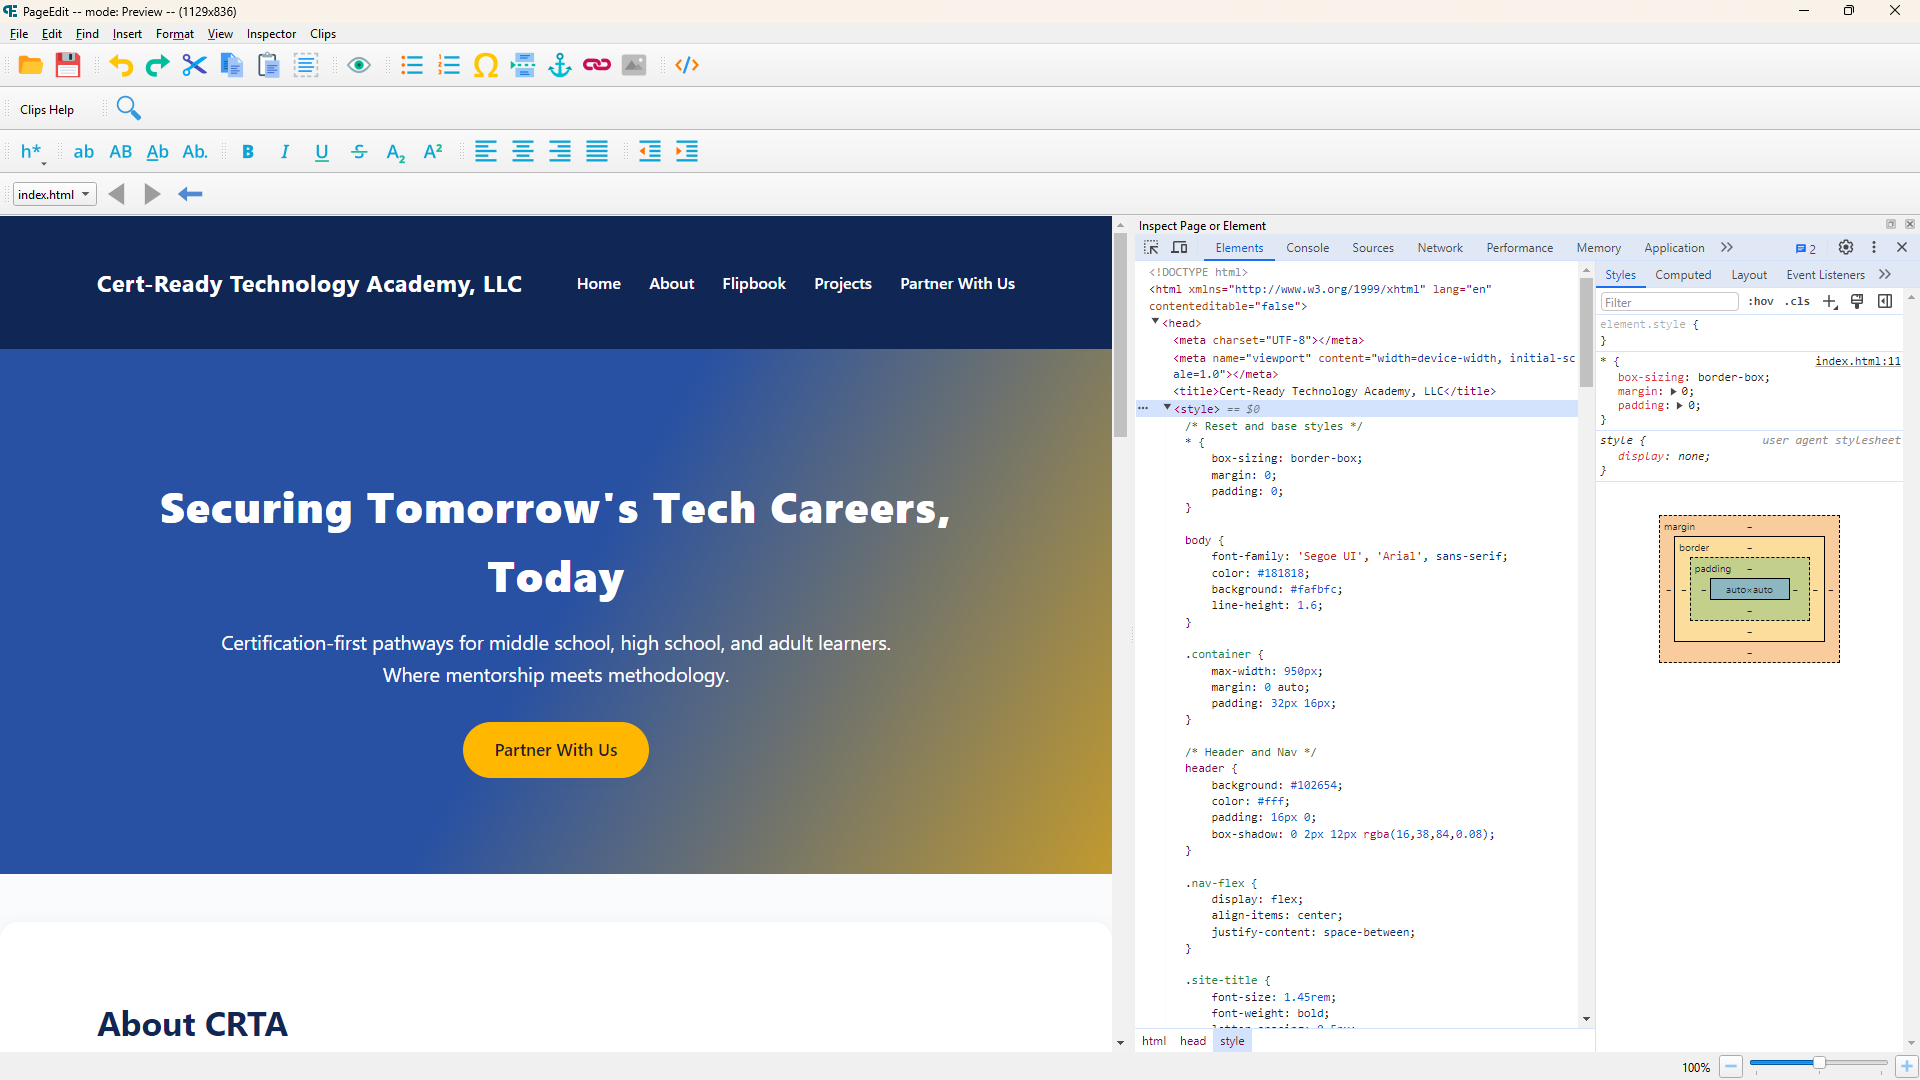 PageEdit -- mode: Preview -- (1129x836)
File Edit Find Insert Format View Inspector Clips
Clips Help
h* ab AB Ab Ab. B I U S A2 A2
index.html
Cert-Ready Technology Academy, LLC
Home About Flipbook Projects Partner With Us
Securing Tomorrow's Tech Careers,
Today
Certification-first pathways for middle school, high school, and adult learners.
Where mentorship meets methodology.
Partner With Us
About CRTA
Inspect Page or Element
Elements Console Sources Network Performance Memory Application 2
<!DOCTYPE html>
<html xmlns="http://www.w3.org/1999/xhtml" lang="en"
contenteditable="false">
<head>
<meta charset="UTF-8"></meta>
<meta name="viewport" content="width=device-width, initial-sc
ale=1.0"></meta>
<title>Cert-Ready Technology Academy, LLC</title>
<style> == $0
/* Reset and base styles */
* {
box-sizing: border-box;
margin: 0;
padding: 0;
}
body {
font-family: 'Segoe UI', 'Arial', sans-serif;
color: #181818;
background: #fafbfc;
line-height: 1.6;
}
.container {
max-width: 950px;
margin: 0 auto;
padding: 32px 16px;
}
/* Header and Nav */
header {
background: #102654;
color: #fff;
padding: 16px 0;
box-shadow: 0 2px 12px rgba(16,38,84,0.08);
}
.nav-flex {
display: flex;
align-items: center;
justify-content: space-between;
}
.site-title {
font-size: 1.45rem;
font-weight: bold;
html head style
Styles Computed Layout Event Listeners
Filter :hov .cls
element.style {
}
* { index.html:11
box-sizing: border-box;
margin: 0;
padding: 0;
}
style { user agent stylesheet
display: none;
}
margin -
border -
padding -
- - - auto×auto - - -
-
-
-
100%